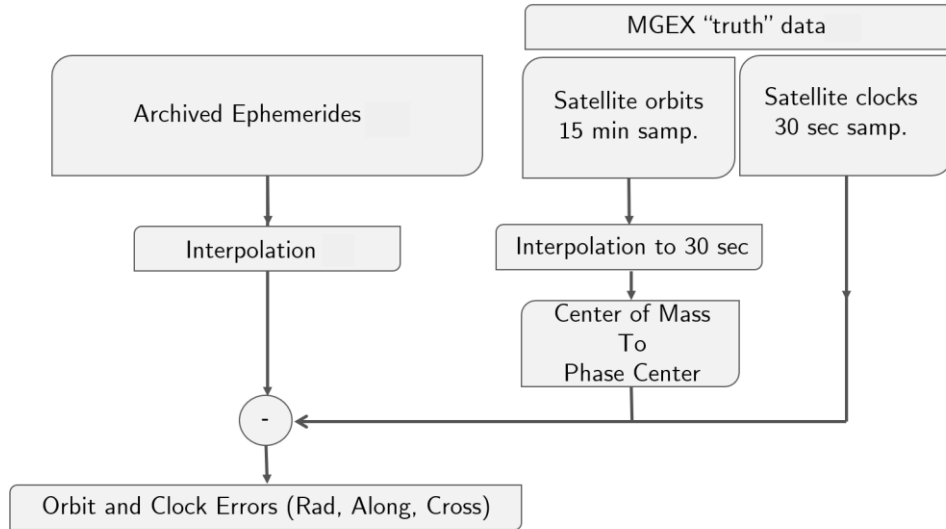 MGEX “truth” data
Archived Ephemerides
Satellite orbits
15 min samp.
Satellite clocks
30 sec samp.
Interpolation
Interpolation to 30 sec
Center of Mass
To
Phase Center
-
Orbit and Clock Errors (Rad, Along, Cross)